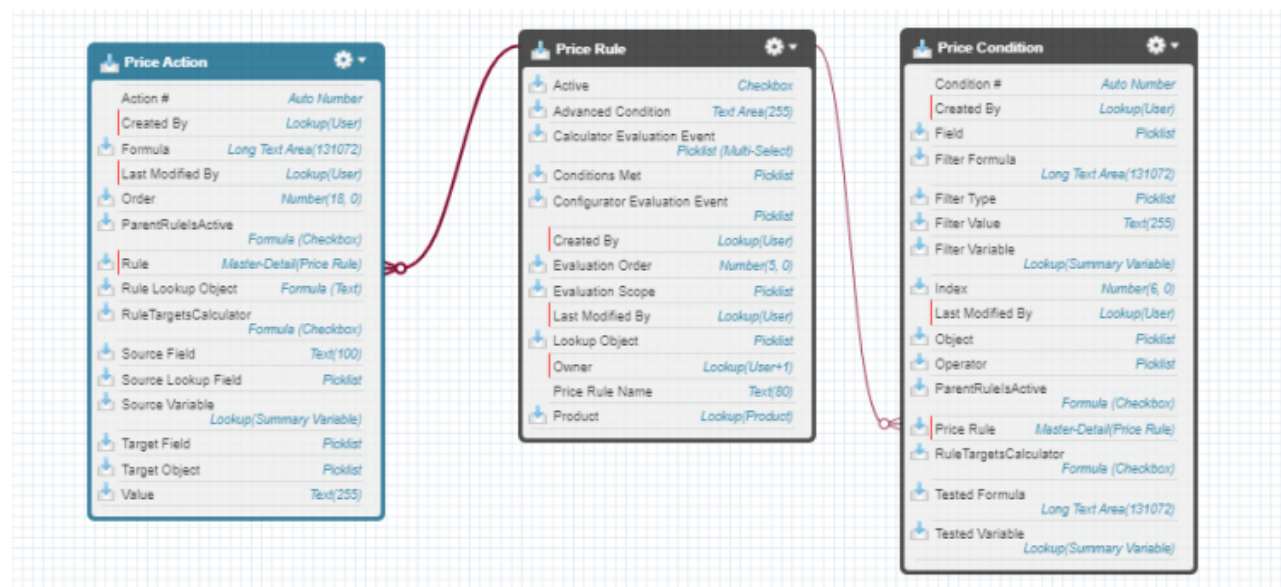 Price Action
Action # Auto Number
Created By Lookup(User)
Formula Long Text Area(131072)
Last Modified By Lookup(User)
Order Number(18, 0)
ParentRuleIsActive
Formula (Checkbox)
Rule Master-Detail(Price Rule)
Rule Lookup Object Formula (Text)
RuleTargetsCalculator
Formula (Checkbox)
Source Field Text(100)
Source Lookup Field Picklist
Source Variable
Lookup(Summary Variable)
Target Field Picklist
Target Object Picklist
Value Text(255)
Price Rule
Active Checkbox
Advanced Condition Text Area(255)
Calculator Evaluation Event
Picklist (Multi-Select)
Conditions Met Picklist
Configurator Evaluation Event
Picklist
Created By Lookup(User)
Evaluation Order Number(5, 0)
Evaluation Scope Picklist
Last Modified By Lookup(User)
Lookup Object Picklist
Owner Lookup(User+1)
Price Rule Name Text(80)
Product Lookup(Product)
Price Condition
Condition # Auto Number
Created By Lookup(User)
Field Picklist
Filter Formula
Long Text Area(131072)
Filter Type Picklist
Filter Value Text(255)
Filter Variable
Lookup(Summary Variable)
Index Number(6, 0)
Last Modified By Lookup(User)
Object Picklist
Operator Picklist
ParentRuleIsActive
Formula (Checkbox)
Price Rule Master-Detail(Price Rule)
RuleTargetsCalculator
Formula (Checkbox)
Tested Formula
Long Text Area(131072)
Tested Variable
Lookup(Summary Variable)